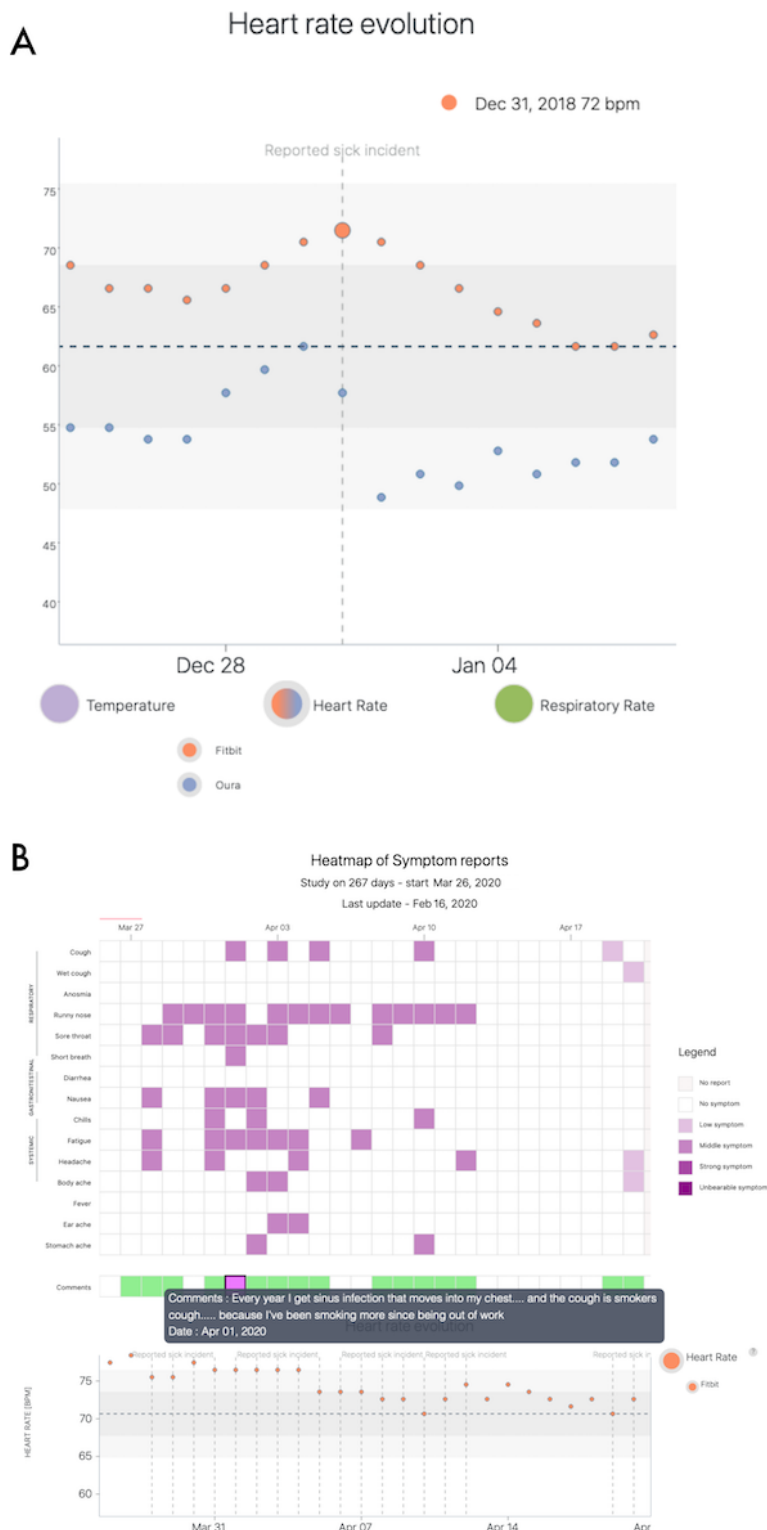 Heart rate evolution
A
Dec 31, 2018 72 bpm
Reported sick incident
75
70
65
60
55
50
45
40
Dec 28
Jan 04
Temperature
Heart Rate
Respiratory Rate
Fitbit
Oura
B
Heatmap of Symptom reports
Study on 267 days - start Mar 26, 2020
Last update - Feb 16, 2020
Mar 27
Apr 03
Apr 10
Apr 17
RESPIRATORY
Cough
Wet cough
Anosmia
Runny nose
Sore throat
Short breath
GASTROINTESTINAL
Diarrhea
Nausea
SYSTEMIC
Chills
Fatigue
Headache
Body ache
Fever
Ear ache
Stomach ache
Legend
No report
No symptom
Low symptom
Middle symptom
Strong symptom
Unbearable symptom
Comments
Comments : Every year I get sinus infection that moves into my chest.... and the cough is smokers
cough..... because I've been smoking more since being out of work
Date : Apr 01, 2020
Heart rate evolution
Reported sick incident
Reported sick incident
Reported sick incident
Reported sick incident
Reported sick ir
Heart Rate
?
Fitbit
HEART RATE [BPM]
75
70
65
60
Mar 31
Apr 07
Apr 14
Apr